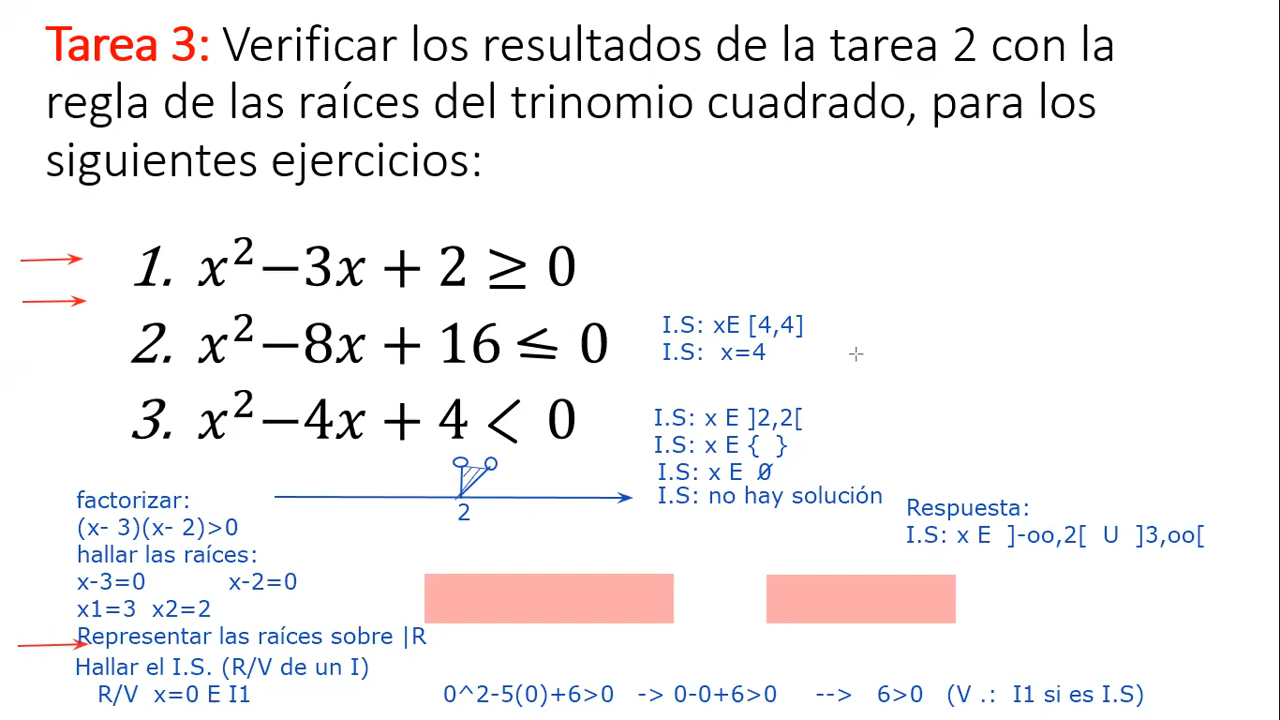 Tarea 3: Verificar los resultados de la tarea 2 con la
regla de las raíces del trinomio cuadrado, para los
siguientes ejercicios:
1. x²−3x + 2 ≥ 0
2. x²−8x + 16 ≤ 0
I.S: xE [4,4]
I.S: x=4
3. x²−4x + 4 < 0
I.S: x E ]2,2[
I.S: x E { }
I.S: x E Ø
I.S: no hay solución
2
factorizar:
(x- 3)(x- 2)>0
hallar las raíces:
x-3=0 x-2=0
x1=3 x2=2
Representar las raíces sobre |R
Respuesta:
I.S: x E ]-oo,2[ U ]3,oo[
Hallar el I.S. (R/V de un I)
R/V x=0 E I1 0^2-5(0)+6>0 -> 0-0+6>0 --> 6>0 (V .: I1 si es I.S)